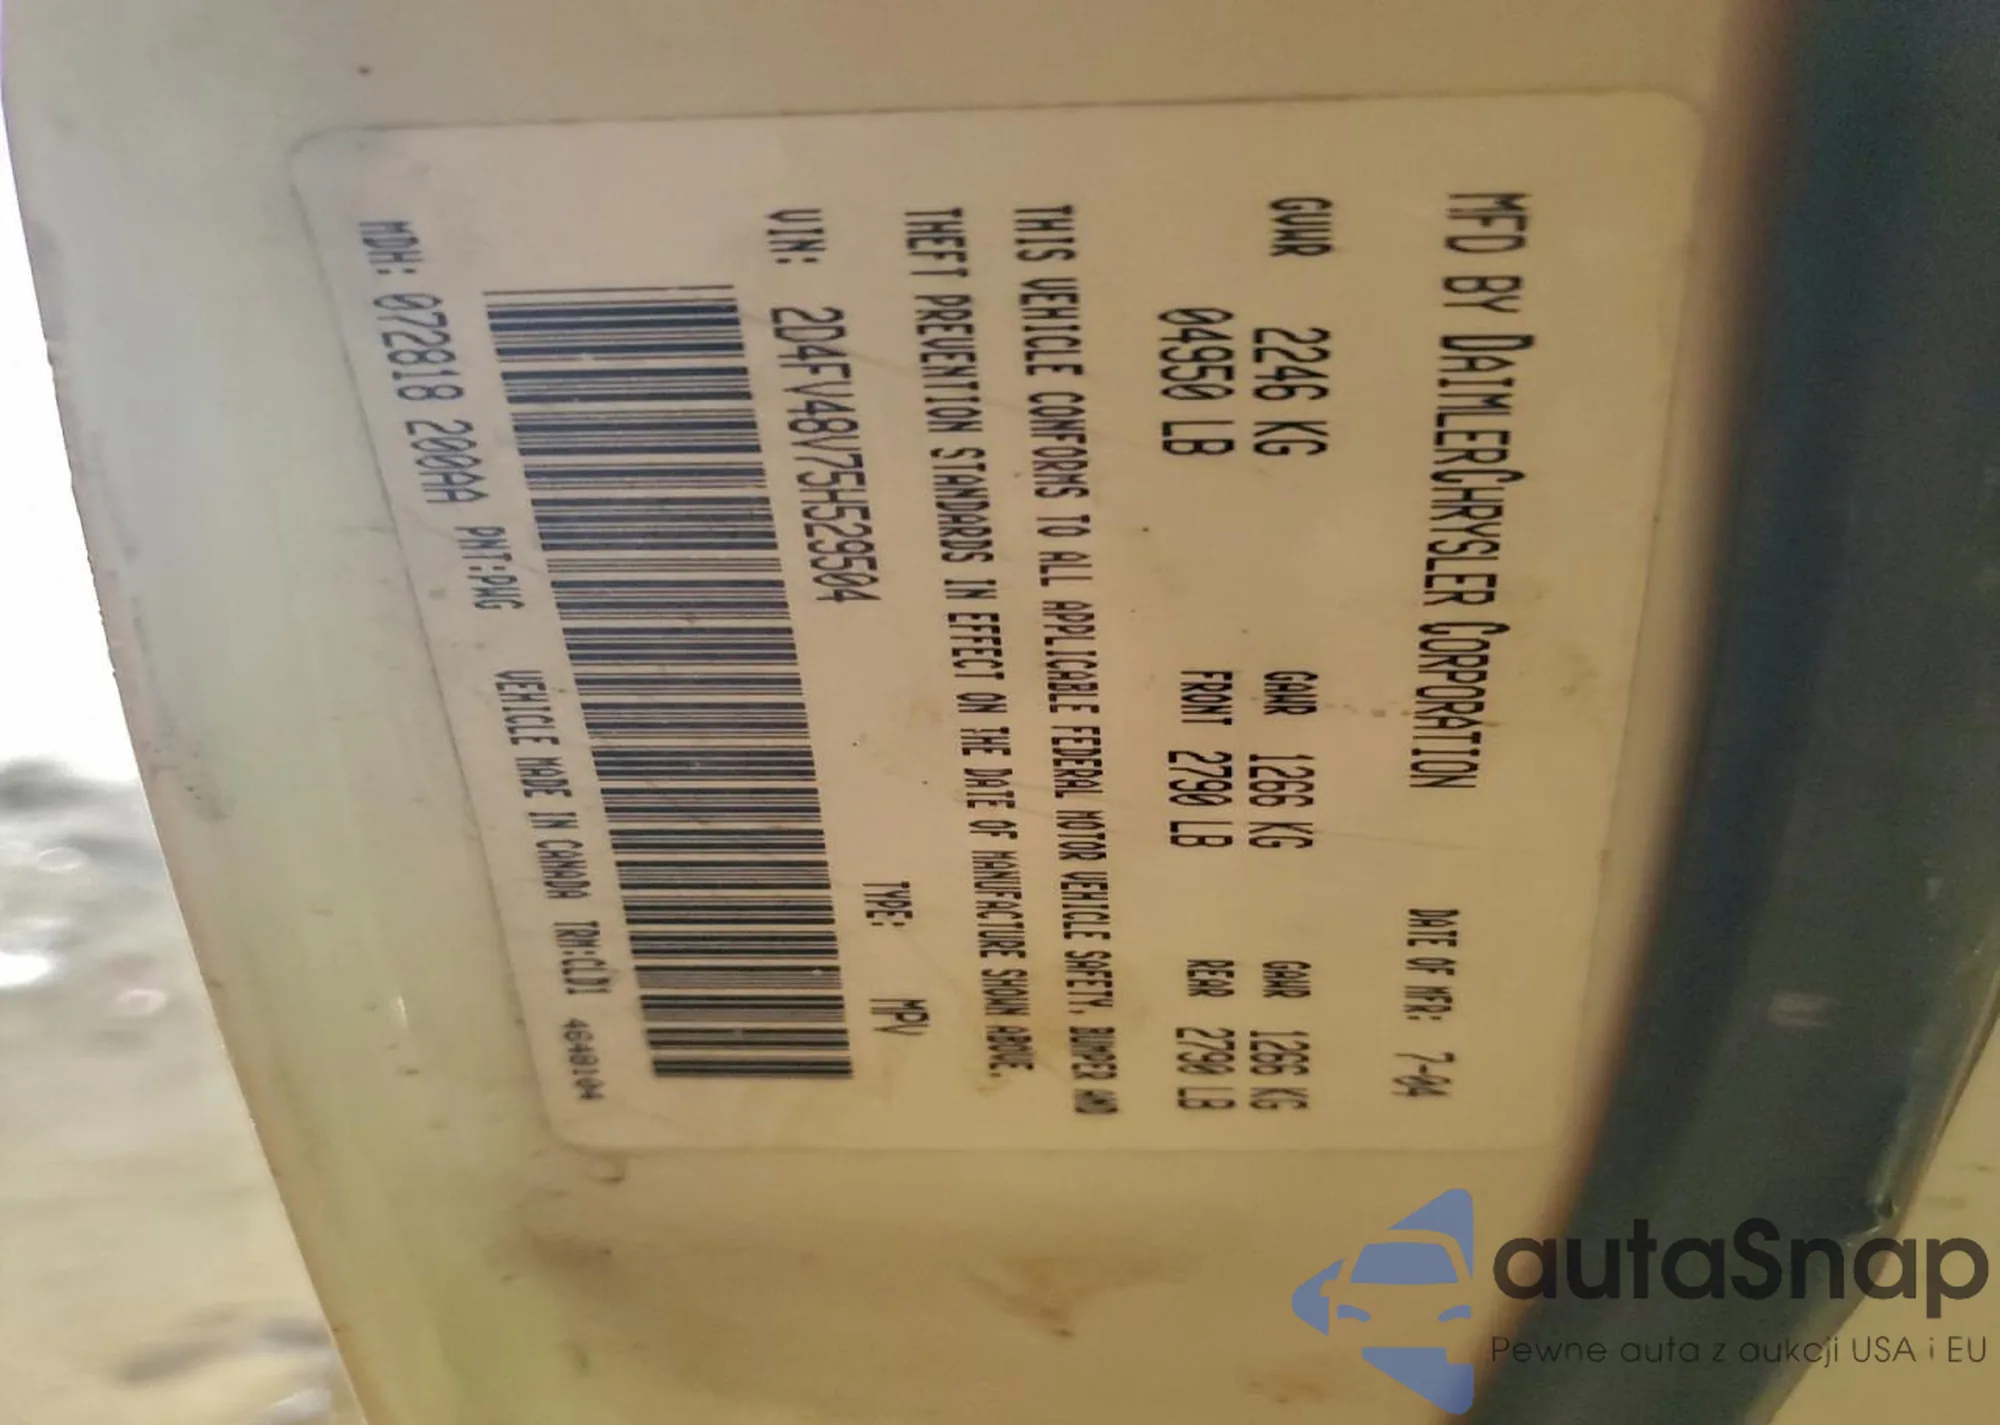 MFD BY DAIMLERCHRYSLER CORPORATION DATE OF MFR: 7-04
GVWR 2246 KG GAWR 1266 KG GAWR 1266 KG
04950 LB FRONT 2790 LB REAR 2790 LB
THIS VEHICLE CONFORMS TO ALL APPLICABLE FEDERAL MOTOR VEHICLE SAFETY, BUMPER AND
THEFT PREVENTION STANDARDS IN EFFECT ON THE DATE OF MANUFACTURE SHOWN ABOVE.
VIN: 2D4FV48V75H529504 TYPE: MPV
MDH: 072818 200AA PNT:PWG VEHICLE MADE IN CANADA TRM:CLD1 4648104
autaSnap
Pewne auta z aukcji USA i EU